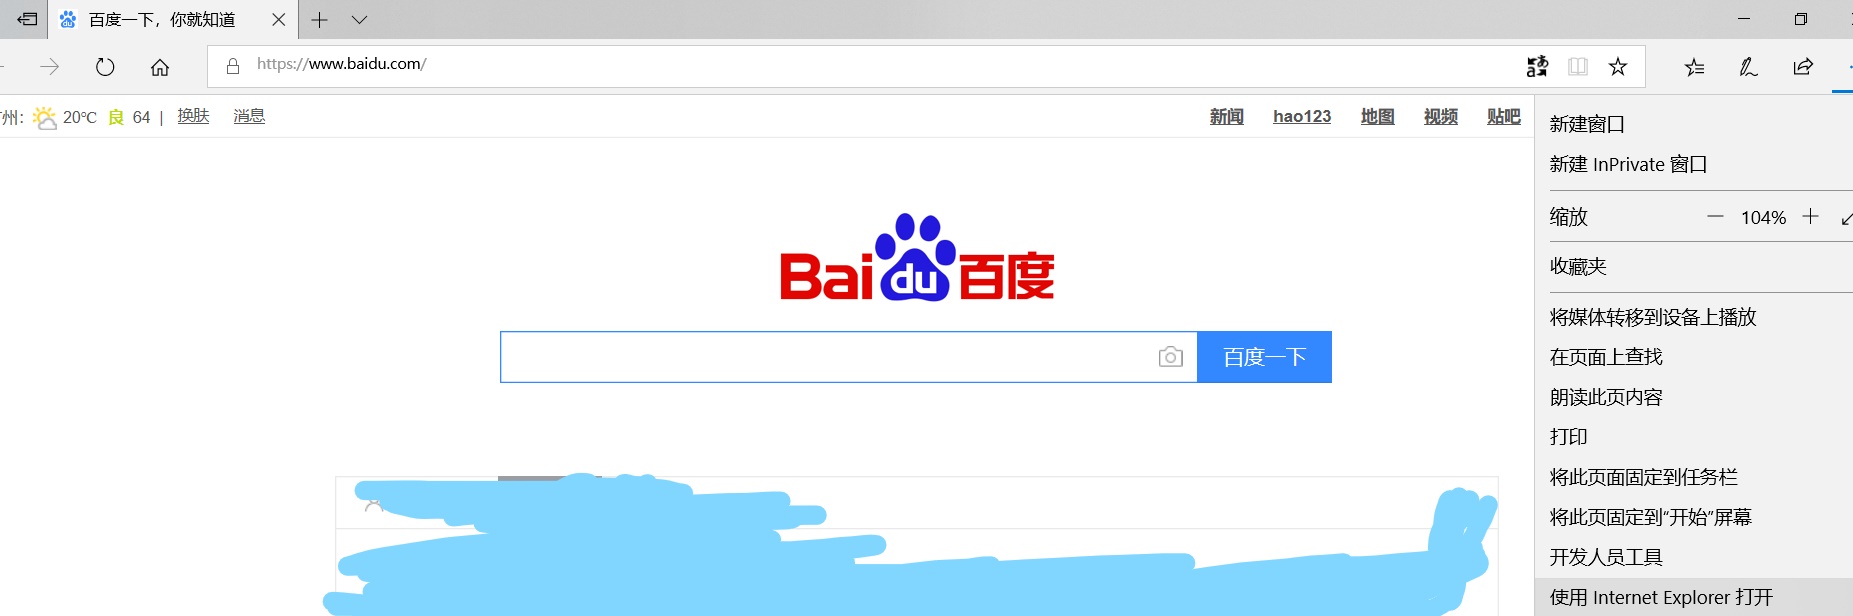 百度一下，你就知道
https://www.baidu.com/
州： 20℃ 良 64 | 换肤 消息
新闻 hao123 地图 视频 贴吧
Bai du 百度
百度一下
新建窗口
新建 InPrivate 窗口
缩放 — 104% +
收藏夹
将媒体转移到设备上播放
在页面上查找
朗读此页内容
打印
将此页面固定到任务栏
将此页固定到“开始”屏幕
开发人员工具
使用 Internet Explorer 打开